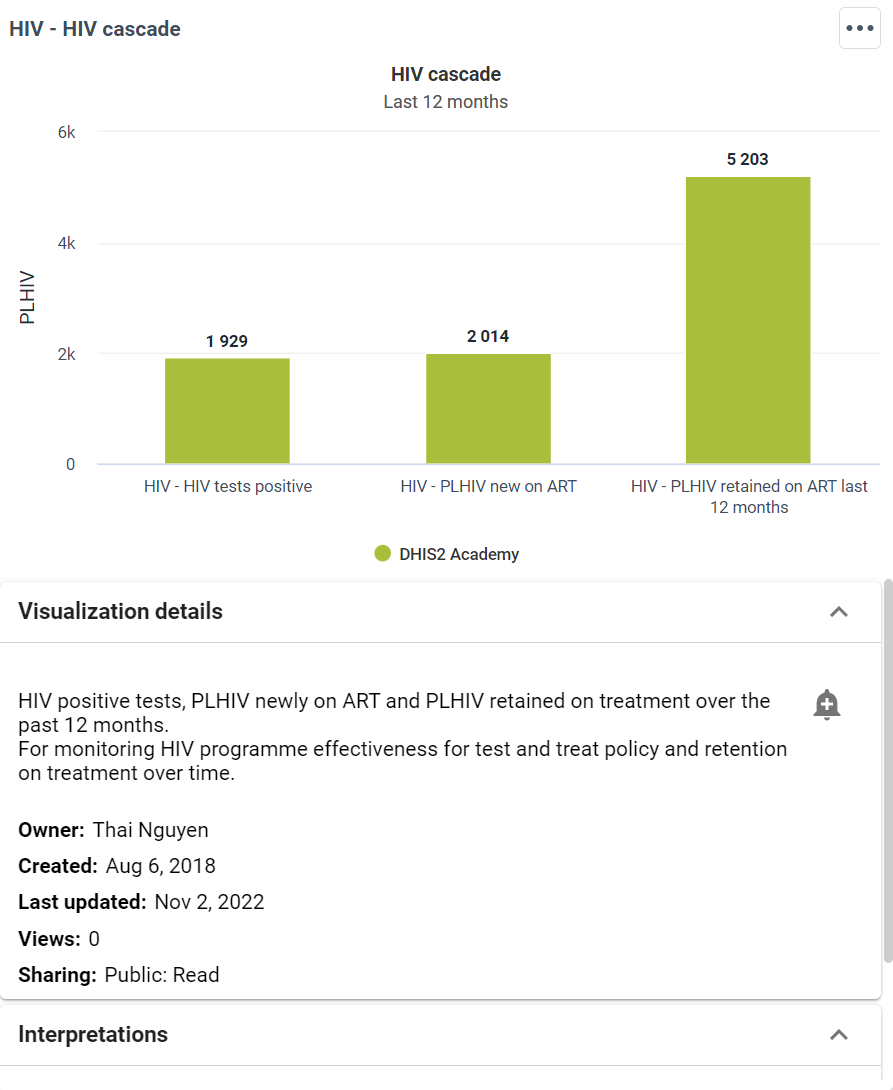 HIV - HIV cascade
HIV cascade
Last 12 months
6k
4k
2k
0
PLHIV
1 929
2 014
5 203
HIV - HIV tests positive
HIV - PLHIV new on ART
HIV - PLHIV retained on ART last
12 months
DHIS2 Academy
Visualization details
HIV positive tests, PLHIV newly on ART and PLHIV retained on treatment over the
past 12 months.
For monitoring HIV programme effectiveness for test and treat policy and retention
on treatment over time.
Owner: Thai Nguyen
Created: Aug 6, 2018
Last updated: Nov 2, 2022
Views: 0
Sharing: Public: Read
Interpretations